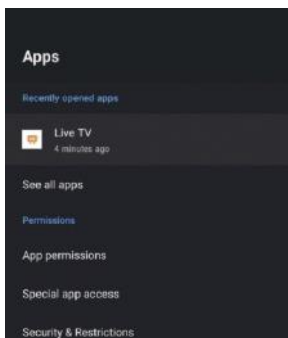 Apps
Recently opened apps
Live TV
4 minutes ago
See all apps
Permissions
App permissions
Special app access
Security & Restrictions